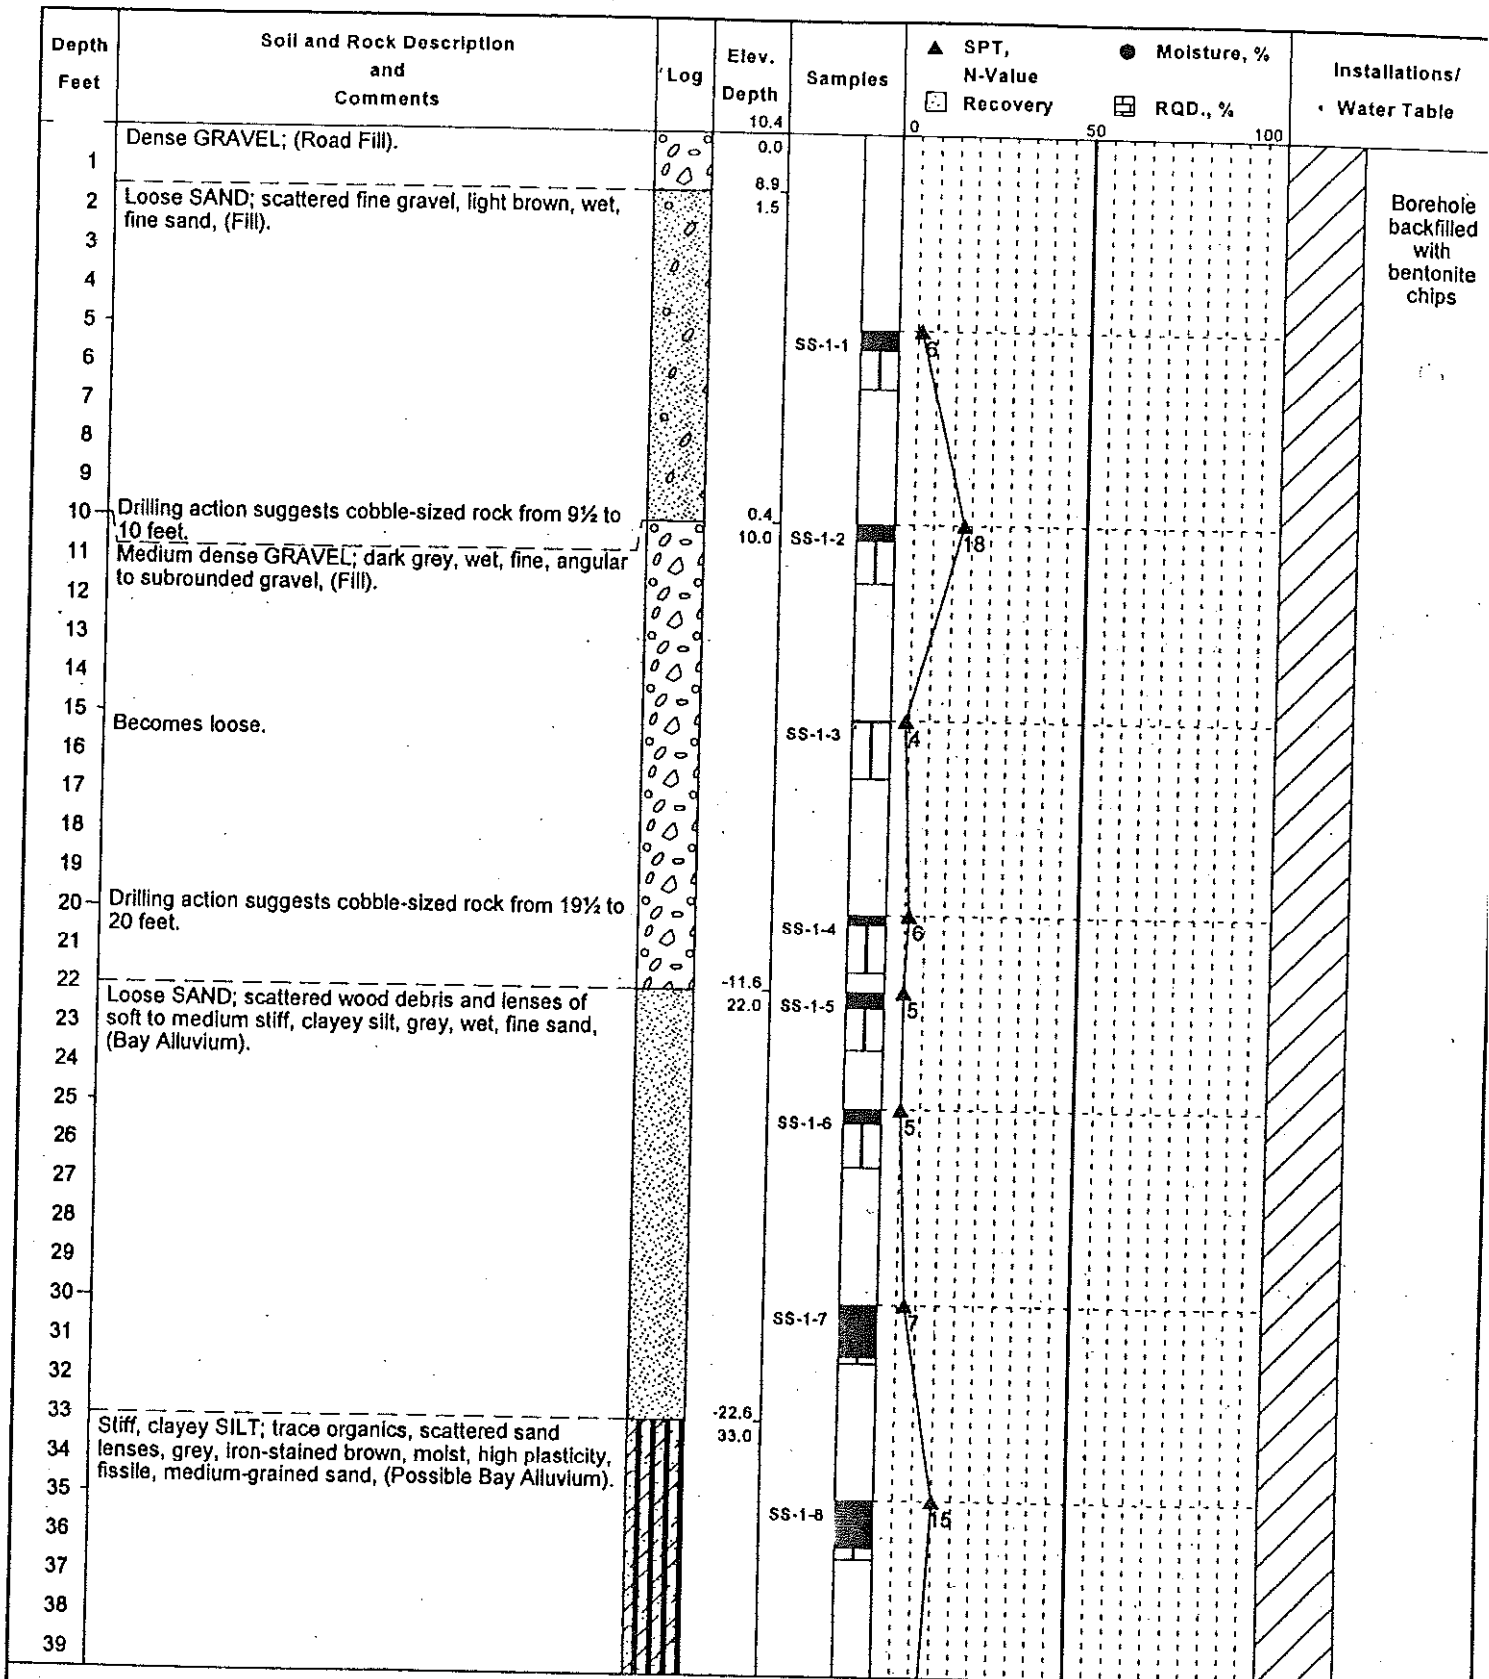 Depth
Feet
Soil and Rock Description
and
Comments
Log
Elev.
Depth
Samples
▲ SPT,
N-Value
Recovery
● Moisture, %
RQD., %
Installations/
Water Table
10.4
0.0
0 50 100
Dense GRAVEL; (Road Fill).
1
8.9
1.5
2
Loose SAND; scattered fine gravel, light brown, wet,
fine sand, (Fill).
3
4
5
6
7
8
9
Borehole
backfilled
with
bentonite
chips
SS-1-1
6
10
Drilling action suggests cobble-sized rock from 9½ to
10 feet.
0.4
10.0
SS-1-2
18
11
Medium dense GRAVEL; dark grey, wet, fine, angular
to subrounded gravel, (Fill).
12
13
14
15
Becomes loose.
SS-1-3
4
16
17
18
19
20
Drilling action suggests cobble-sized rock from 19½ to
20 feet.
SS-1-4
6
21
22
-11.6
22.0
SS-1-5
5
Loose SAND; scattered wood debris and lenses of
soft to medium stiff, clayey silt, grey, wet, fine sand,
(Bay Alluvium).
23
24
25
SS-1-6
5
26
27
28
29
30
SS-1-7
7
31
32
33
-22.6
33.0
Stiff, clayey SILT; trace organics, scattered sand
lenses, grey, iron-stained brown, moist, high plasticity,
fissile, medium-grained sand, (Possible Bay Alluvium).
34
35
SS-1-8
15
36
37
38
39